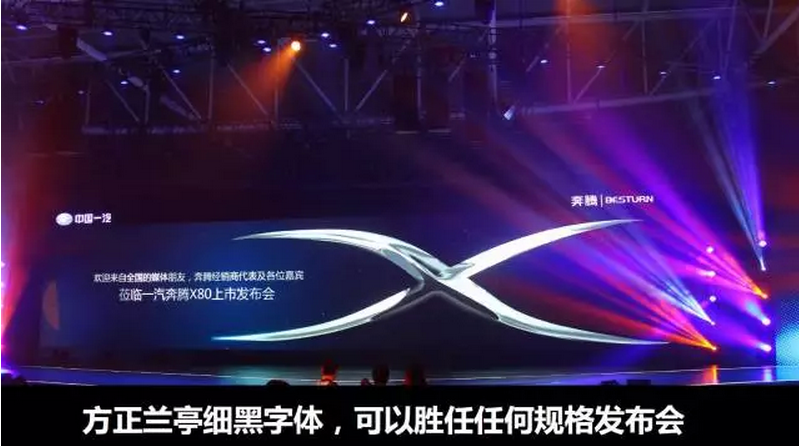 中国一汽
奔腾 | BESTURN
欢迎来自全国的媒体朋友，奔腾经销商代表及各位嘉宾
莅临一汽奔腾X80上市发布会
方正兰亭细黑字体，可以胜任任何规格发布会